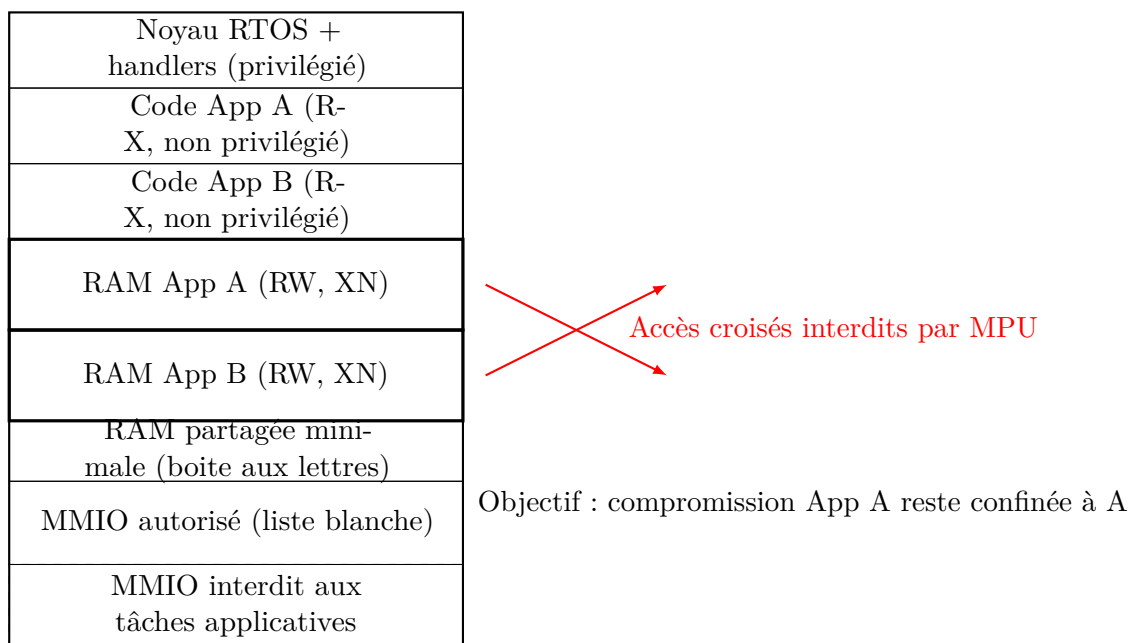 Noyau RTOS +
handlers (privilégié)
Code App A (R-
X, non privilégié)
Code App B (R-
X, non privilégié)
RAM App A (RW, XN)
Accès croisés interdits par MPU
RAM App B (RW, XN)
RAM partagée mini-
male (boite aux lettres)
Objectif : compromission App A reste confinée à A
MMIO autorisé (liste blanche)
MMIO interdit aux
tâches applicatives